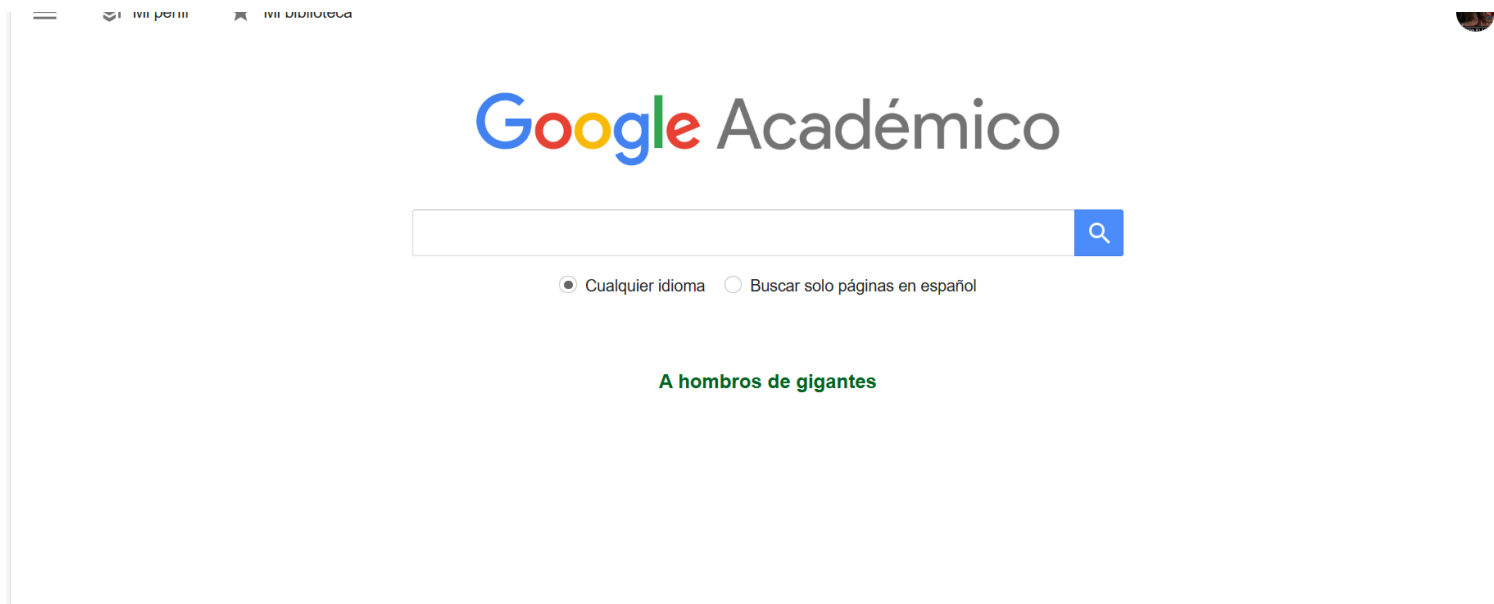 Mi perfil Mi biblioteca
Google Académico
Cualquier idioma Buscar solo páginas en español
A hombros de gigantes